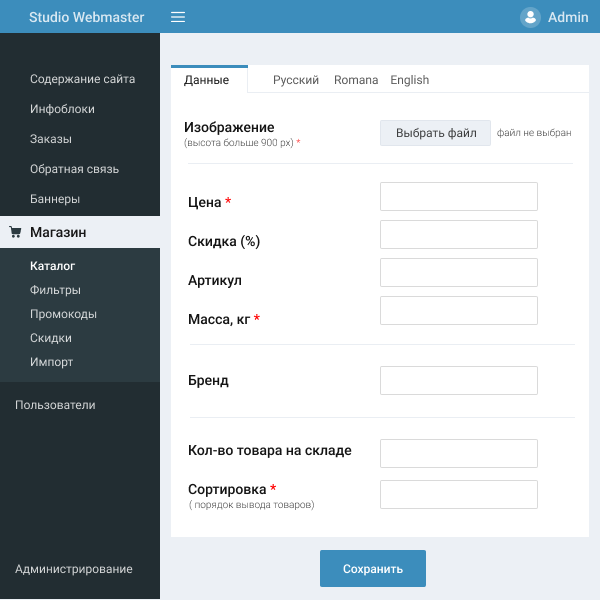 Studio Webmaster
Admin
Содержание сайта
Инфоблоки
Заказы
Обратная связь
Баннеры
Магазин
Каталог
Фильтры
Промокоды
Скидки
Импорт
Пользователи
Администрирование
Данные Русский Romana English
Изображение
(высота больше 900 px) *
Выбрать файл файл не выбран
Цена *
Скидка (%)
Артикул
Масса, кг *
Бренд
Кол-во товара на складе
Сортировка *
( порядок вывода товаров)
Сохранить